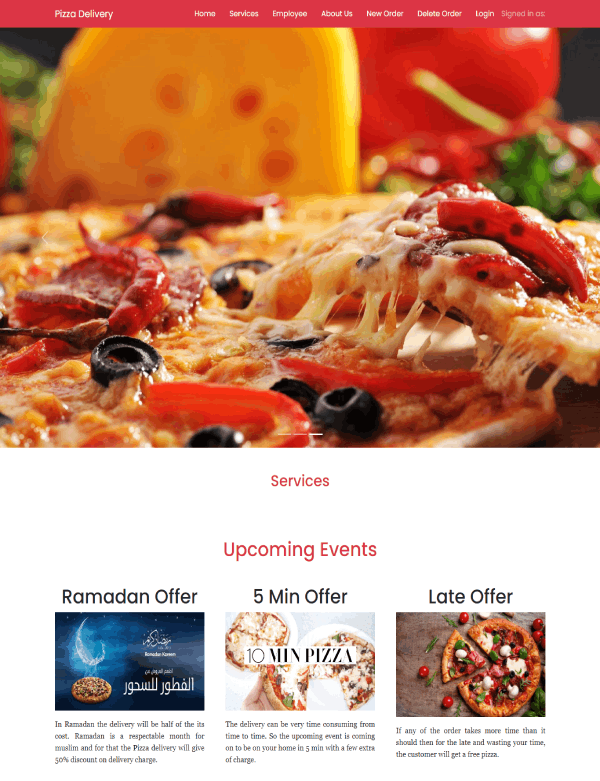 Pizza Delivery Home Services Employee About Us New Order Delete Order Login Signed in as:
Services
Upcoming Events
Ramadan Offer 5 Min Offer Late Offer
Ramadan Kareem
الفطور للسحور
10 MIN PIZZA
In Ramadan the delivery will be half of the its
cost. Ramadan is a respectable month for
muslim and for that the Pizza delivery will give
50% discount on delivery charge.
The delivery can be very time consuming from
time to time. So the upcoming event is coming
on to be on your home in 5 min with a few extra
of charge.
If any of the order takes more time than it
should then for the late and wasting your time,
the customer will get a free pizza.